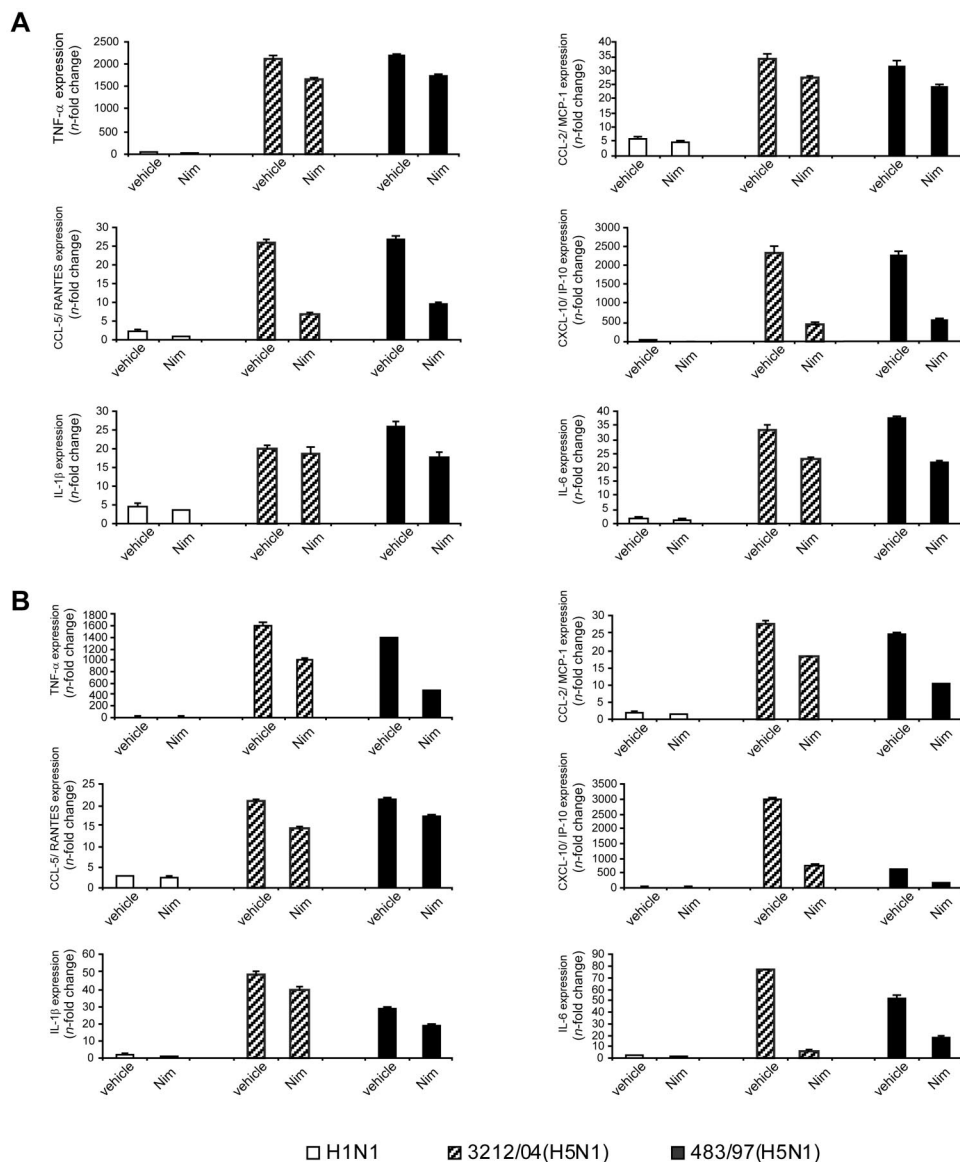 A
TNF-α expression
(n-fold change)
2500
2000
1500
1000
500
0
vehicle
Nim
vehicle
Nim
vehicle
Nim
CCL-2/ MCP-1 expression
(n-fold change)
40
35
30
25
20
15
10
5
0
vehicle
Nim
vehicle
Nim
vehicle
Nim
CCL-5/ RANTES expression
(n-fold change)
30
25
20
15
10
5
0
vehicle
Nim
vehicle
Nim
vehicle
Nim
CXCL-10/ IP-10 expression
(n-fold change)
3000
2500
2000
1500
1000
500
0
vehicle
Nim
vehicle
Nim
vehicle
Nim
IL-1β expression
(n-fold change)
30
25
20
15
10
5
0
vehicle
Nim
vehicle
Nim
vehicle
Nim
IL-6 expression
(n-fold change)
40
35
30
25
20
15
10
5
0
vehicle
Nim
vehicle
Nim
vehicle
Nim
B
TNF-α expression
(n-fold change)
1800
1600
1400
1200
1000
800
600
400
200
0
vehicle
Nim
vehicle
Nim
vehicle
Nim
CCL-2/ MCP-1 expression
(n-fold change)
30
25
20
15
10
5
0
vehicle
Nim
vehicle
Nim
vehicle
Nim
CCL-5/ RANTES expression
(n-fold change)
25
20
15
10
5
0
vehicle
Nim
vehicle
Nim
vehicle
Nim
CXCL-10/ IP-10 expression
(n-fold change)
3500
3000
2500
2000
1500
1000
500
0
vehicle
Nim
vehicle
Nim
vehicle
Nim
IL-1β expression
(n-fold change)
60
50
40
30
20
10
0
vehicle
Nim
vehicle
Nim
vehicle
Nim
IL-6 expression
(n-fold change)
90
80
70
60
50
40
30
20
10
0
vehicle
Nim
vehicle
Nim
vehicle
Nim
H1N1
3212/04(H5N1)
483/97(H5N1)